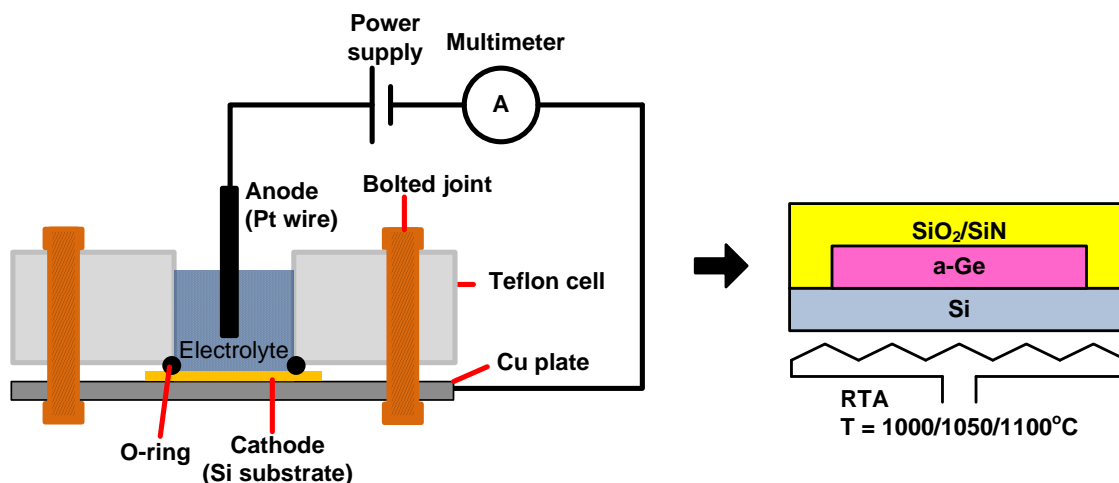 Power
supply
Multimeter
A
Anode
(Pt wire)
Bolted joint
Teflon cell
Electrolyte
Cu plate
O-ring
Cathode
(Si substrate)
SiO₂/SiN
a-Ge
Si
RTA
T = 1000/1050/1100°C